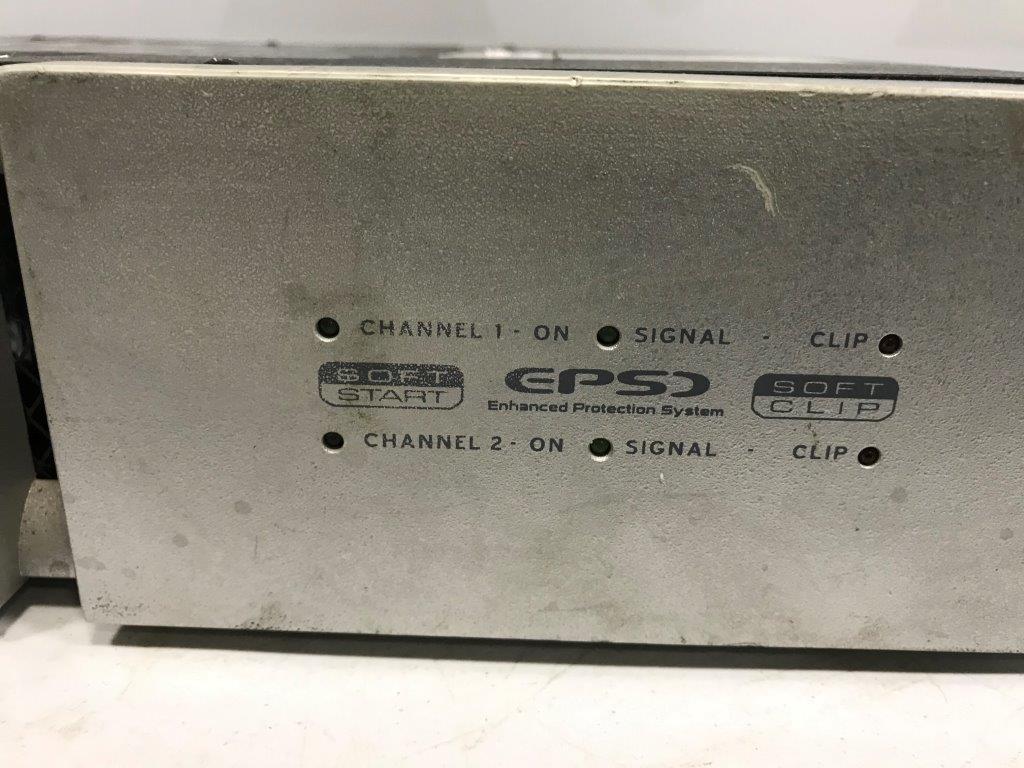 CHANNEL 1 - ON SIGNAL - CLIP
SOFT START
EPS
Enhanced Protection System
SOFT CLIP
CHANNEL 2 - ON SIGNAL - CLIP